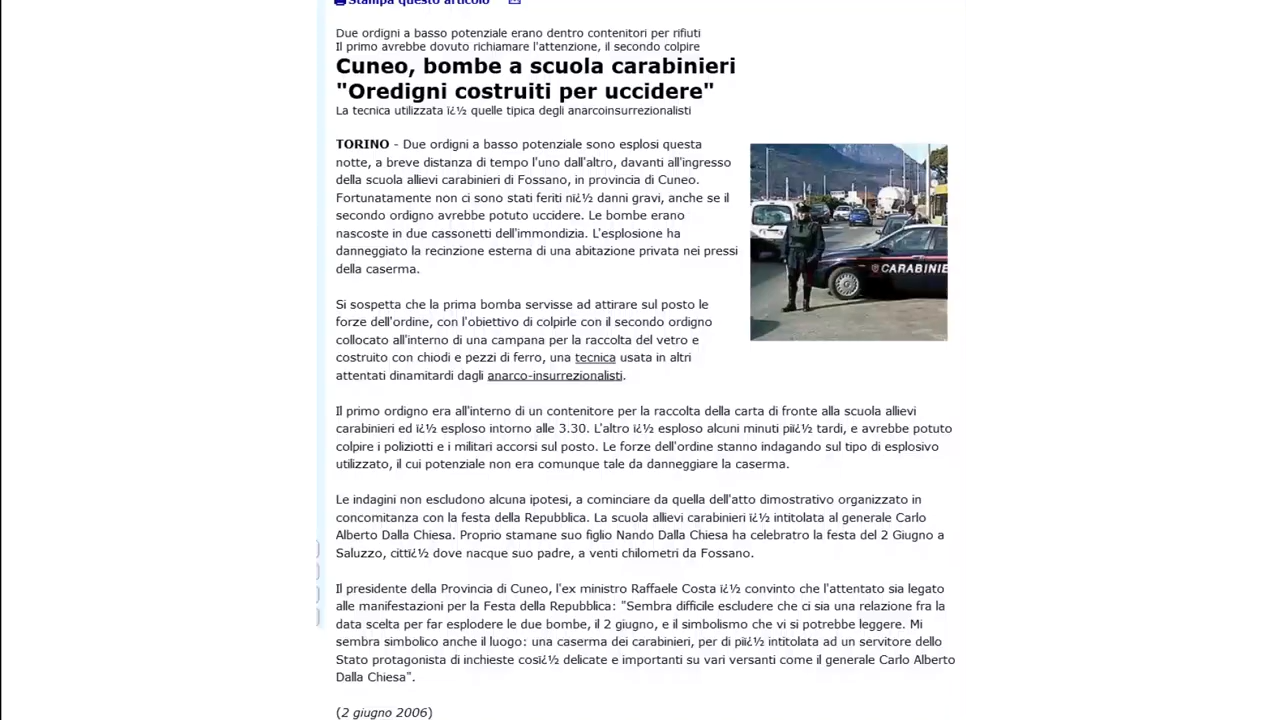 Stampa questo articolo
Due ordigni a basso potenziale erano dentro contenitori per rifiuti
Il primo avrebbe dovuto richiamare l'attenzione, il secondo colpire
Cuneo, bombe a scuola carabinieri
"Oredigni costruiti per uccidere"
La tecnica utilizzata ï¿½ quelle tipica degli anarcoinsurrezionalisti
TORINO - Due ordigni a basso potenziale sono esplosi questa
notte, a breve distanza di tempo l'uno dall'altro, davanti all'ingresso
della scuola allievi carabinieri di Fossano, in provincia di Cuneo.
Fortunatamente non ci sono stati feriti nï¿½ danni gravi, anche se il
secondo ordigno avrebbe potuto uccidere. Le bombe erano
nascoste in due cassonetti dell'immondizia. L'esplosione ha
danneggiato la recinzione esterna di una abitazione privata nei pressi
della caserma.
CARABINIE
Si sospetta che la prima bomba servisse ad attirare sul posto le
forze dell'ordine, con l'obiettivo di colpirle con il secondo ordigno
collocato all'interno di una campana per la raccolta del vetro e
costruito con chiodi e pezzi di ferro, una tecnica usata in altri
attentati dinamitardi dagli anarco-insurrezionalisti.
Il primo ordigno era all'interno di un contenitore per la raccolta della carta di fronte alla scuola allievi
carabinieri ed ï¿½ esploso intorno alle 3.30. L'altro ï¿½ esploso alcuni minuti piï¿½ tardi, e avrebbe potuto
colpire i poliziotti e i militari accorsi sul posto. Le forze dell'ordine stanno indagando sul tipo di esplosivo
utilizzato, il cui potenziale non era comunque tale da danneggiare la caserma.
Le indagini non escludono alcuna ipotesi, a cominciare da quella dell'atto dimostrativo organizzato in
concomitanza con la festa della Repubblica. La scuola allievi carabinieri ï¿½ intitolata al generale Carlo
Alberto Dalla Chiesa. Proprio stamane suo figlio Nando Dalla Chiesa ha celebratro la festa del 2 Giugno a
Saluzzo, cittï¿½ dove nacque suo padre, a venti chilometri da Fossano.
Il presidente della Provincia di Cuneo, l'ex ministro Raffaele Costa ï¿½ convinto che l'attentato sia legato
alle manifestazioni per la Festa della Repubblica: "Sembra difficile escludere che ci sia una relazione fra la
data scelta per far esplodere le due bombe, il 2 giugno, e il simbolismo che vi si potrebbe leggere. Mi
sembra simbolico anche il luogo: una caserma dei carabinieri, per di piï¿½ intitolata ad un servitore dello
Stato protagonista di inchieste cosï¿½ delicate e importanti su vari versanti come il generale Carlo Alberto
Dalla Chiesa".
(2 giugno 2006)